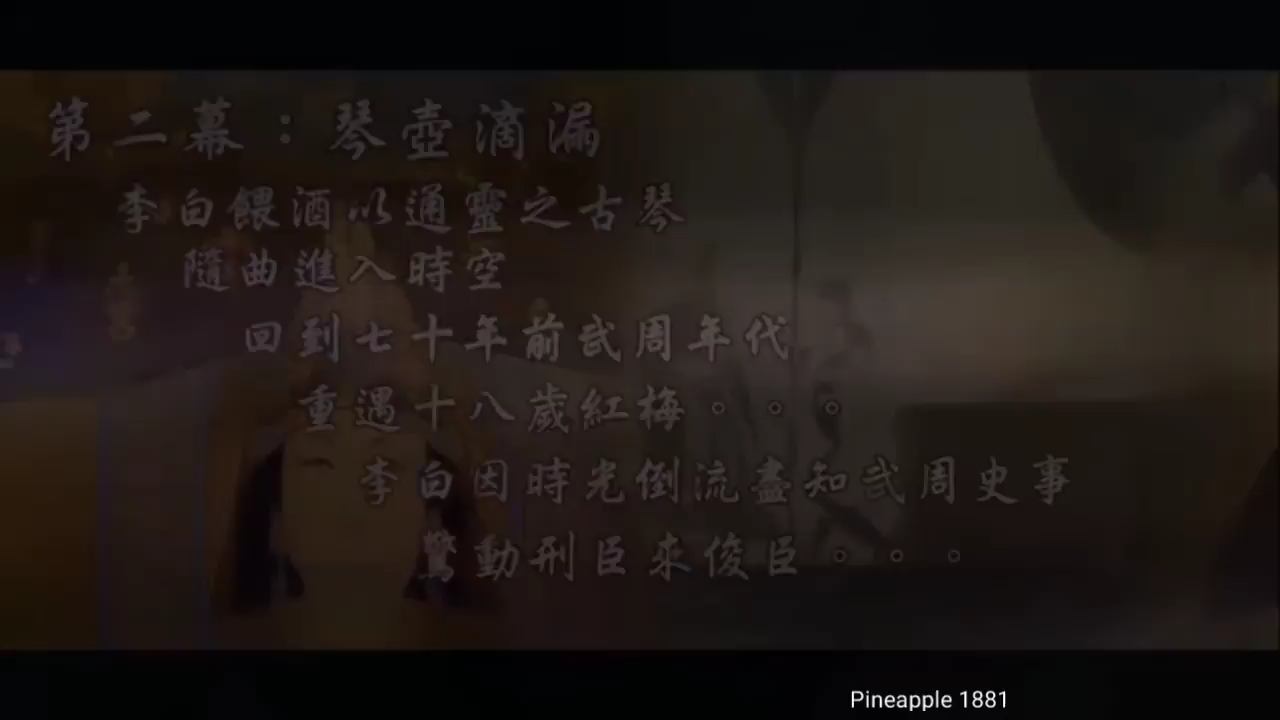 第二幕：琴壺滴漏
李白餵酒以通靈之古琴
隨曲進入時空
回到七十年前武周年代
重遇十八歲紅梅。。。
李白因時光倒流盡知武周史事
驚動刑臣來俊臣。。。
Pineapple 1881